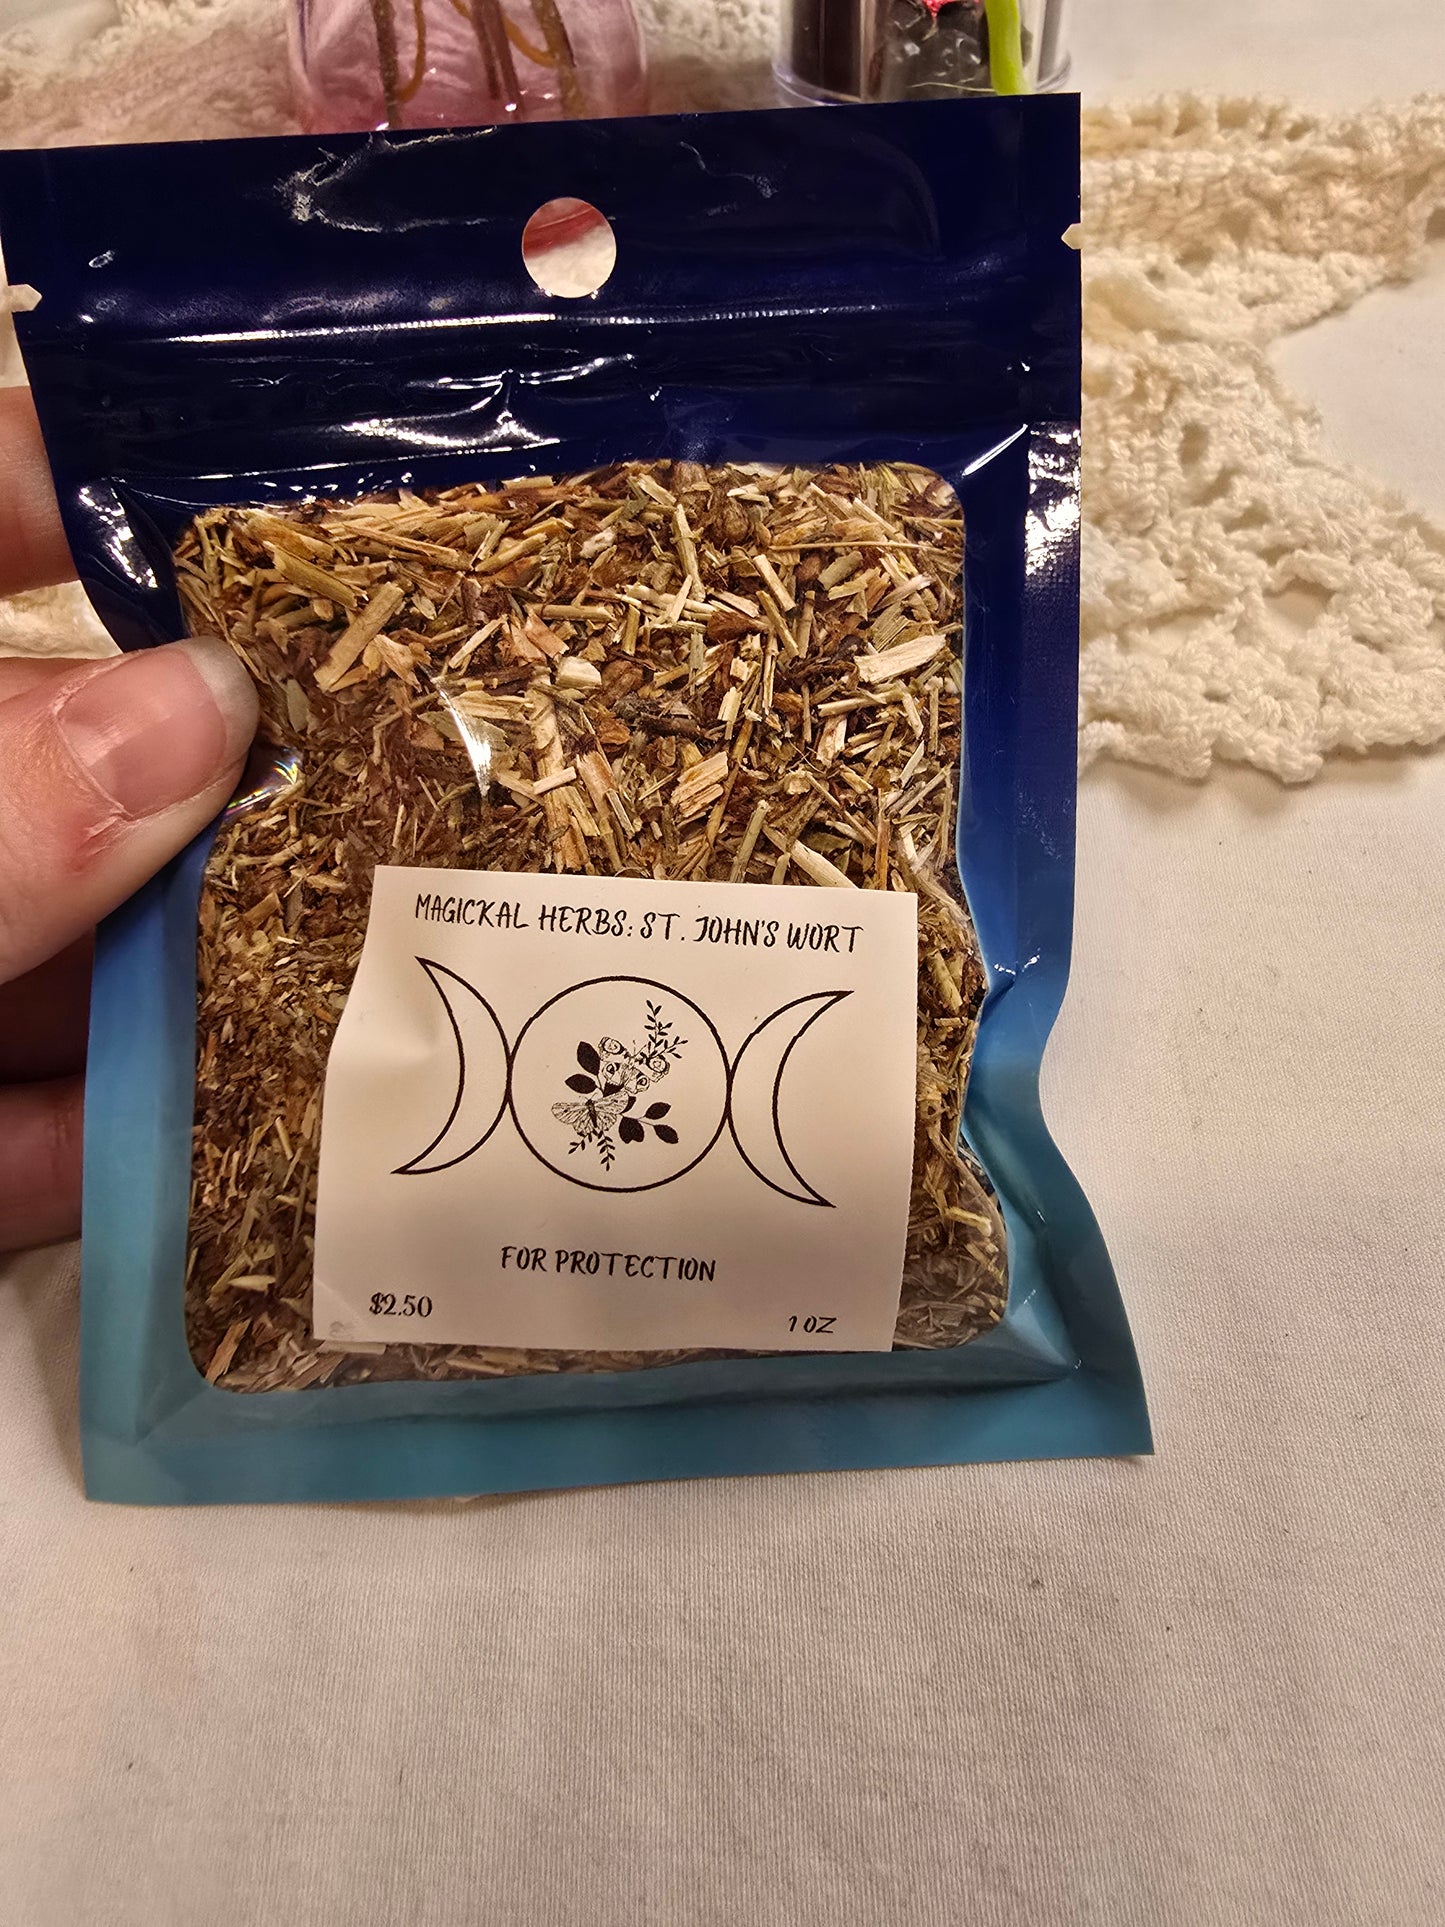 MAGICKAL HERBS: ST. JOHN'S WORT
FOR PROTECTION
$2.50
1 OZ